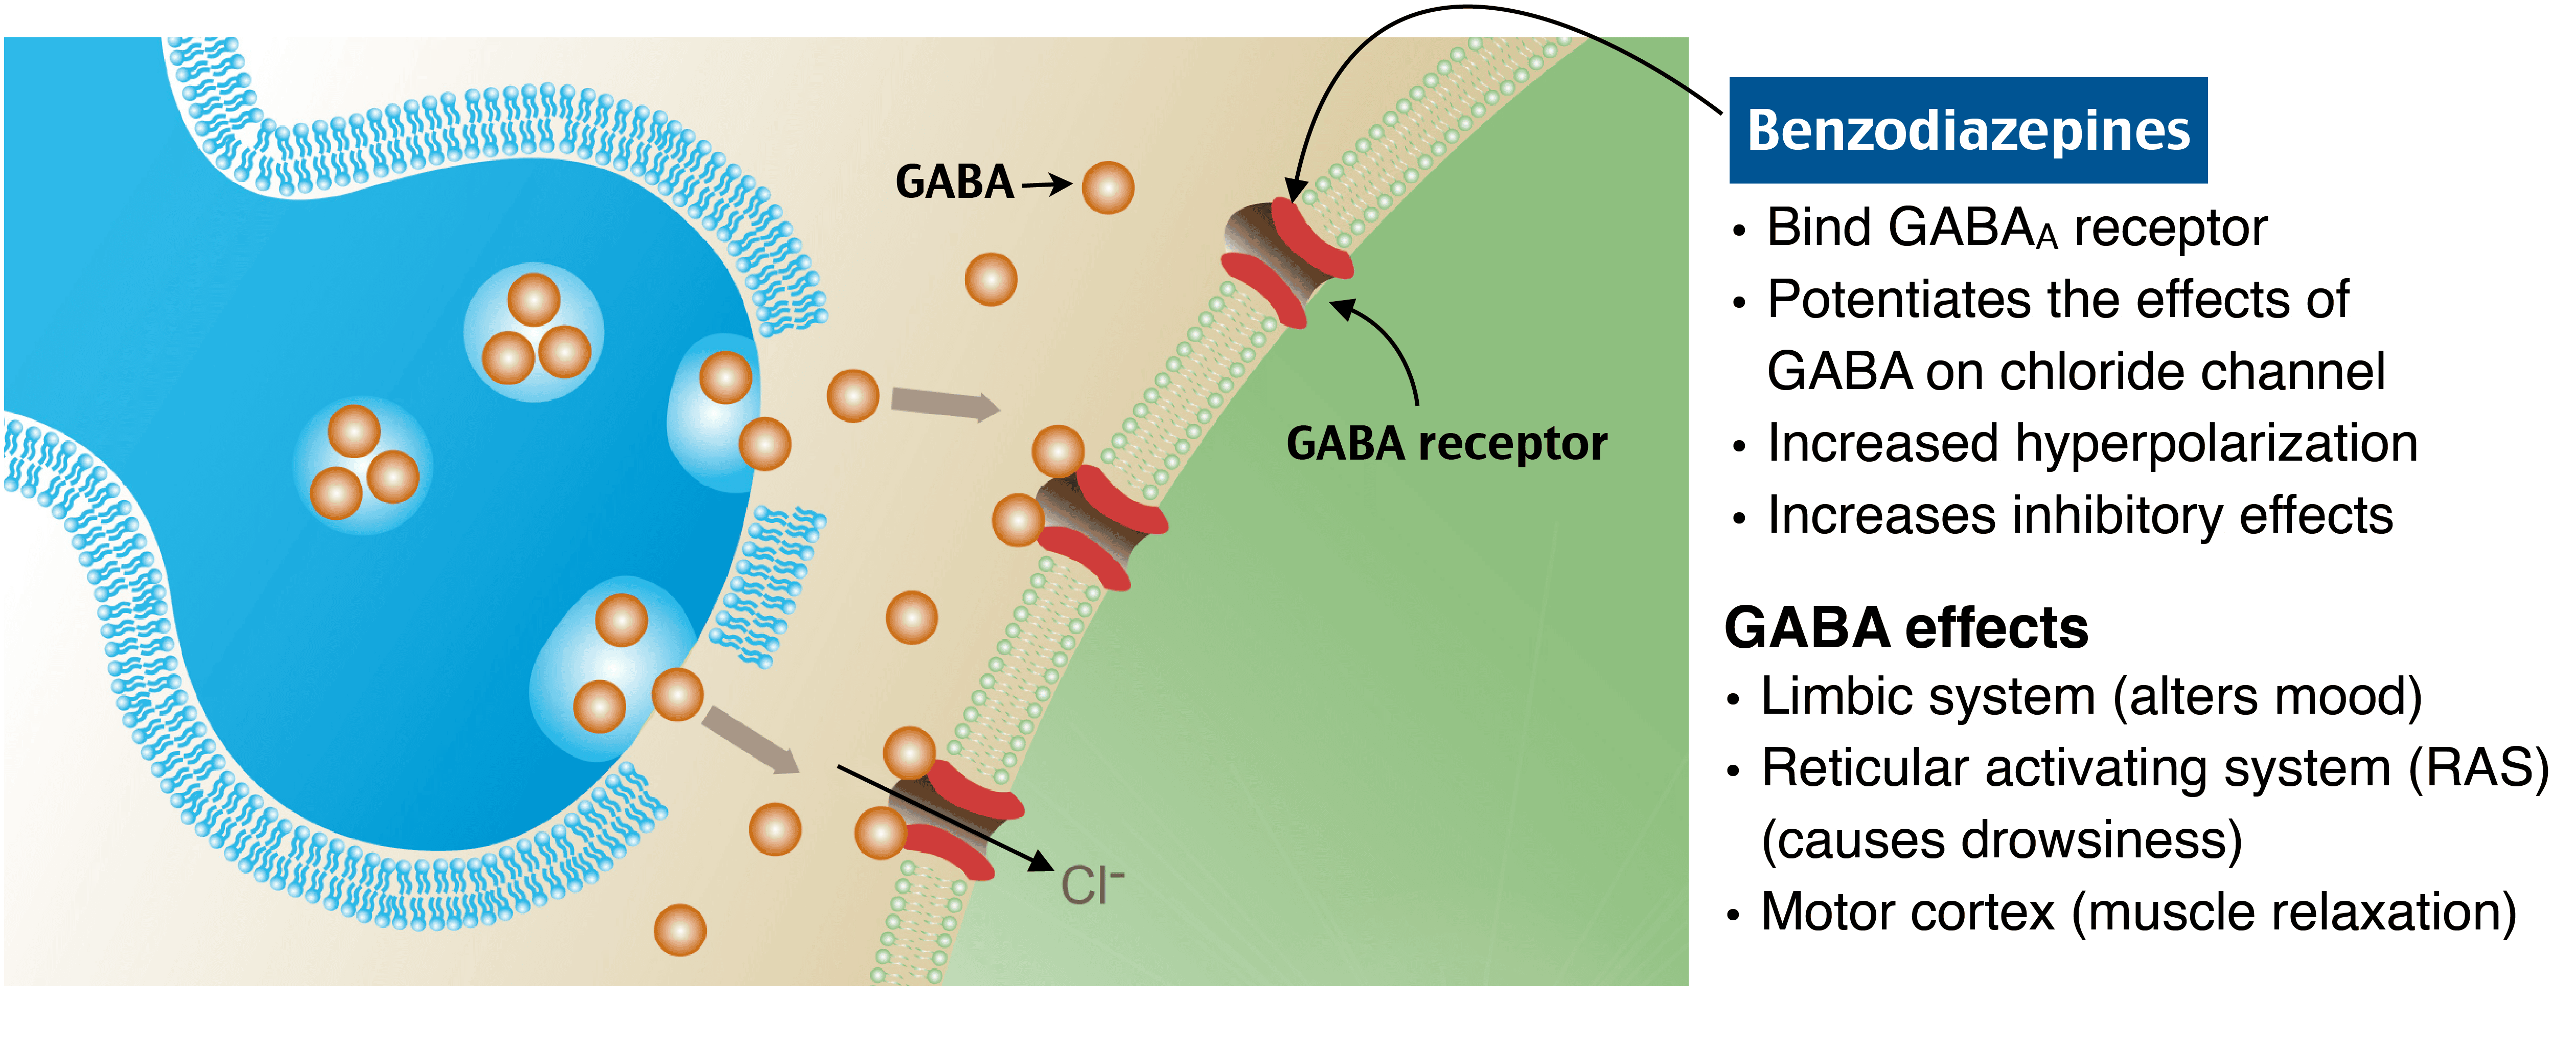 GABA
GABA receptor
Cl⁻
Benzodiazepines
• Bind GABAA receptor
• Potentiates the effects of
GABA on chloride channel
• Increased hyperpolarization
• Increases inhibitory effects
GABA effects
• Limbic system (alters mood)
• Reticular activating system (RAS)
(causes drowsiness)
• Motor cortex (muscle relaxation)